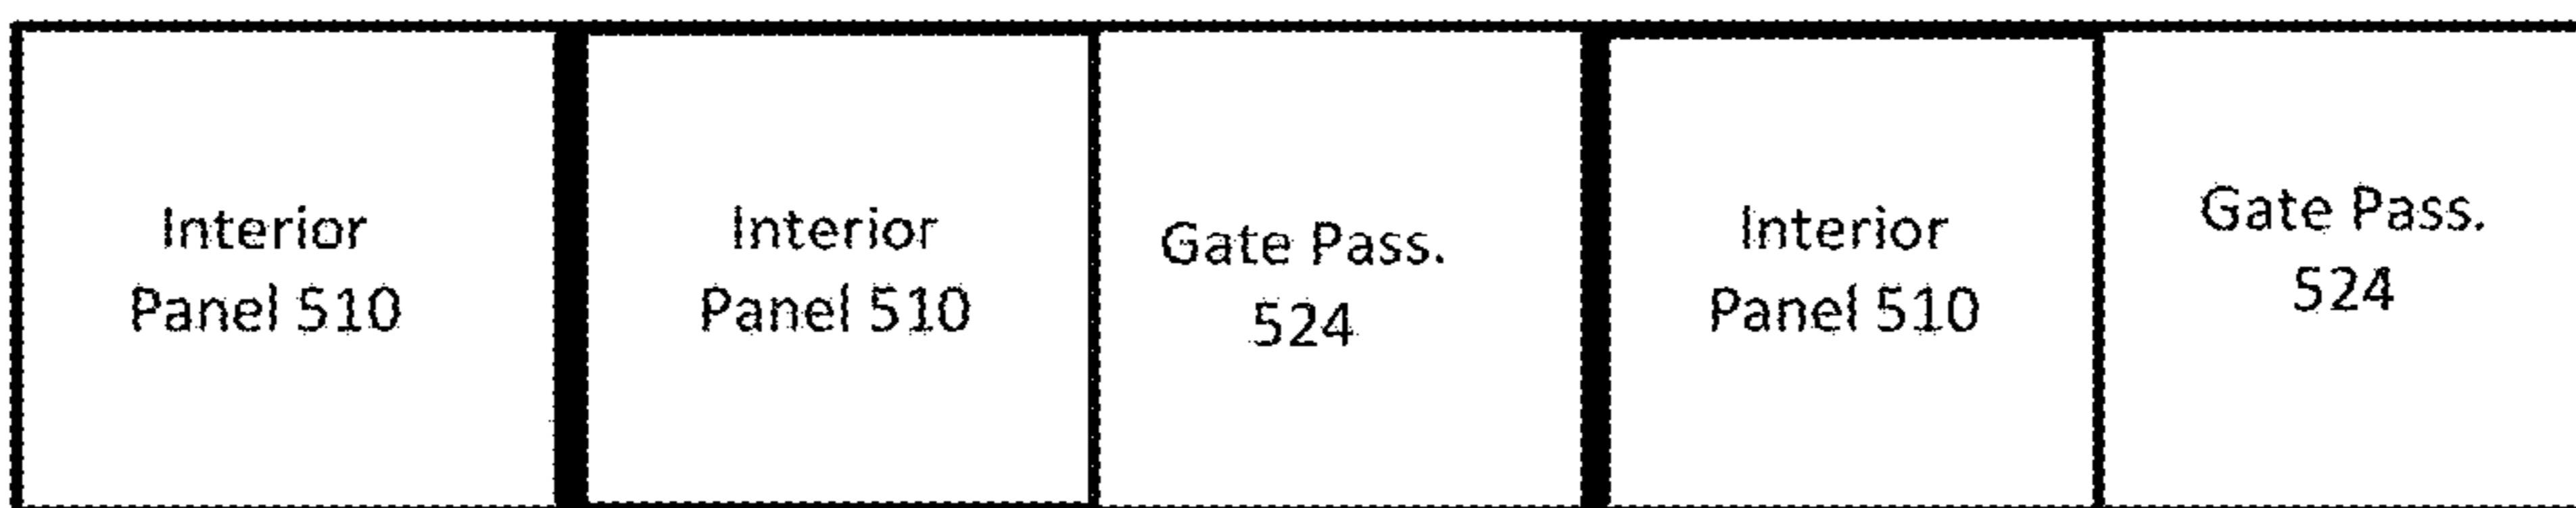 Interior
Panel 510
Interior
Panel 510
Gate Pass.
524
Interior
Panel 510
Gate Pass.
524